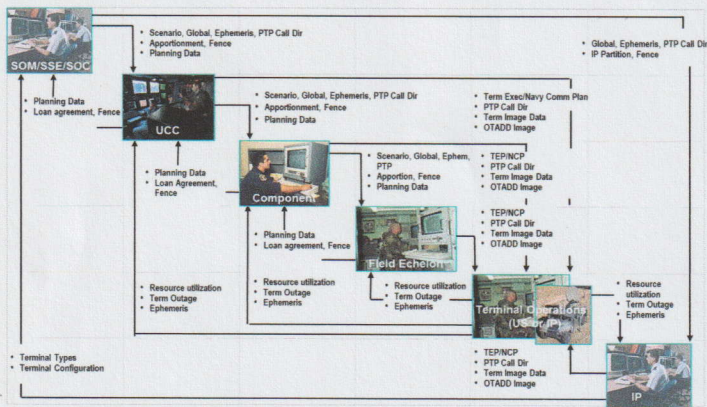 • Scenario, Global, Ephemeris, PTP Call Dir
• Apportionment, Fence
• Planning Data
• Global, Ephemeris, PTP Call Dir
• IP Partition, Fence
SOM/SSE/SOC
• Planning Data
• Loan agreement, Fence
UCC
• Scenario, Global, Ephemeris, PTP Call Dir
• Apportionment, Fence
• Planning Data
• Term Exec/Navy Comm Plan
• PTP Call Dir
• Term Image Data
• OTADD Image
• Planning Data
• Loan Agreement,
Fence
Component
• Scenario, Global, Ephem,
PTP
• Apportion, Fence
• Planning Data
• TEP/NCP
• PTP Call Dir
• Term Image Data
• OTADD Image
• Planning Data
• Loan agreement, Fence
Field Echelon
• TEP/NCP
• PTP Call Dir
• Term Image Data
• OTADD Image
• Resource utilization
• Term Outage
• Ephemeris
• Resource utilization
• Term Outage
• Ephemeris
• Resource utilization
• Term Outage
• Ephemeris
Terminal Operations
(US or IP)
• Resource
utilization
• Term Outage
• Ephemeris
• Terminal Types
• Terminal Configuration
• TEP/NCP
• PTP Call Dir
• Term Image Data
• OTADD Image
IP